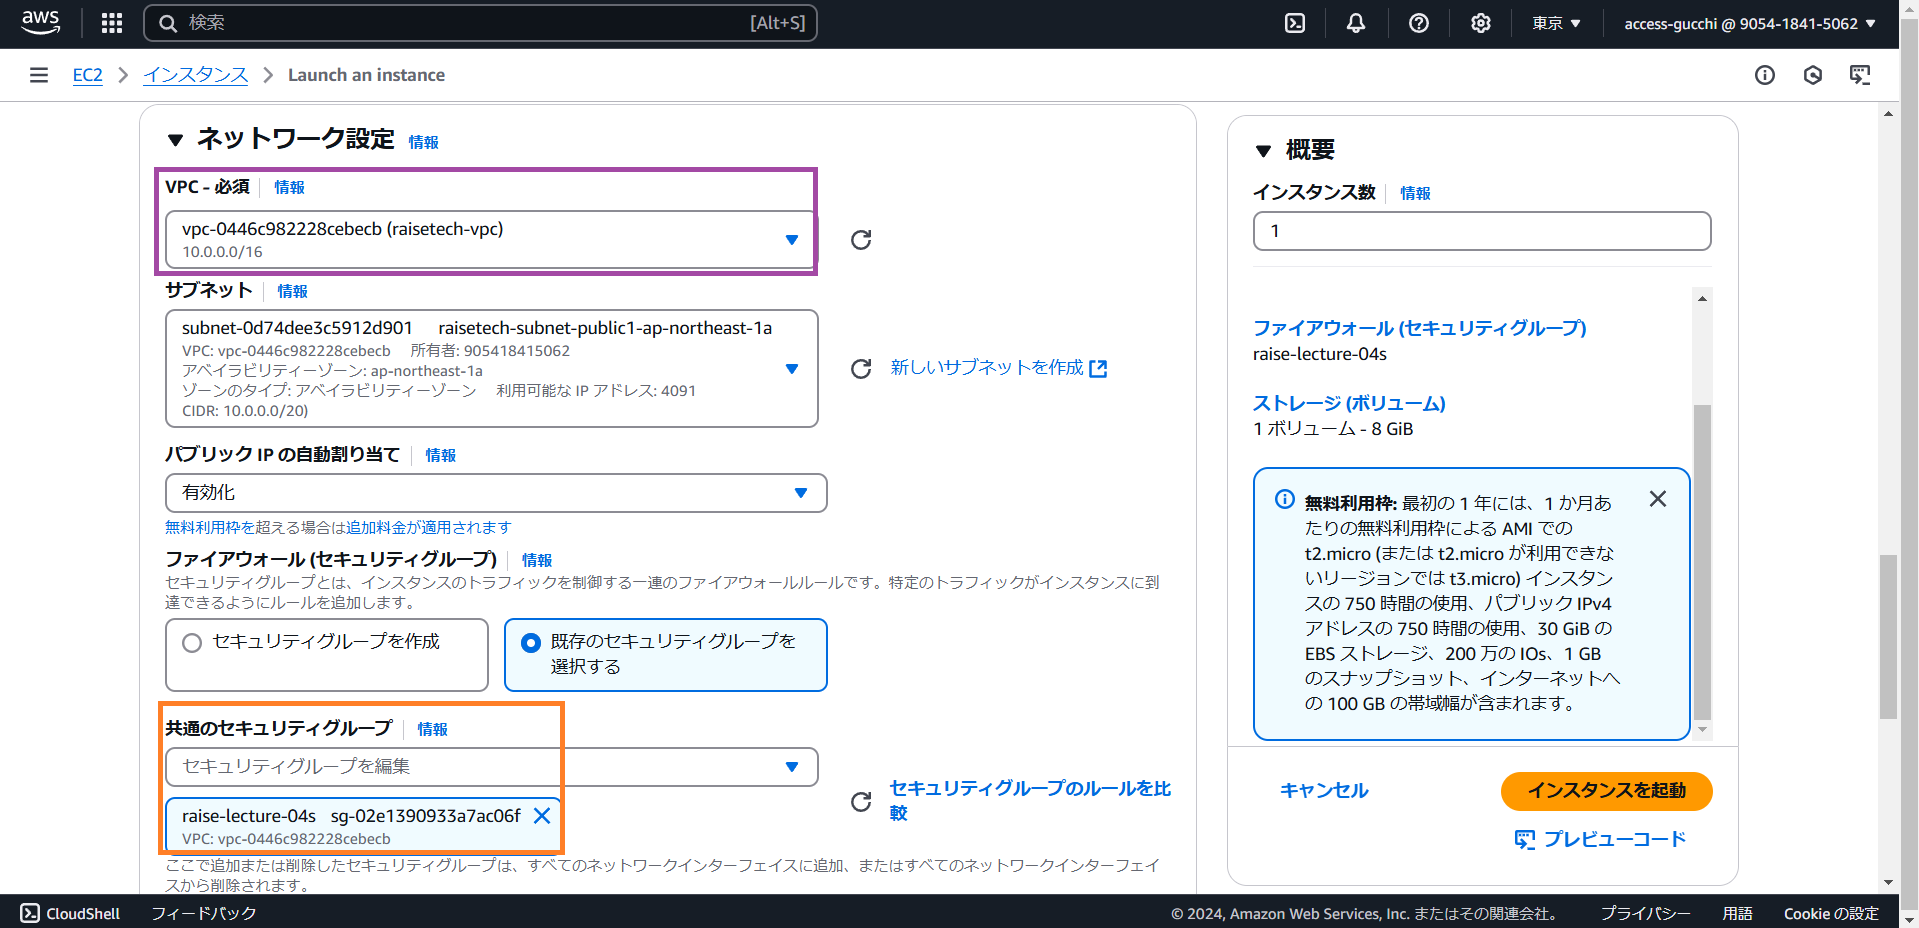 aws
検索 [Alt+S]
東京 ▼
access-gucchi @ 9054-1841-5062 ▼
EC2 > インスタンス > Launch an instance
▼ ネットワーク設定 情報
VPC – 必須 情報
vpc-0446c982228cebecb (raisetech-vpc)
10.0.0.0/16
サブネット 情報
subnet-0d74dee3c5912d901 raisetech-subnet-public1-ap-northeast-1a
VPC: vpc-0446c982228cebecb 所有者: 905418415062
アベイラビリティーゾーン: ap-northeast-1a
ゾーンのタイプ: アベイラビリティーゾーン 利用可能な IP アドレス: 4091
CIDR: 10.0.0.0/20)
新しいサブネットを作成
パブリック IP の自動割り当て 情報
有効化
無料利用枠を超える場合は追加料金が適用されます
ファイアウォール (セキュリティグループ) 情報
セキュリティグループとは、インスタンスのトラフィックを制御する一連のファイアウォールルールです。特定のトラフィックがインスタンスに到
達できるようにルールを追加します。
セキュリティグループを作成
既存のセキュリティグループを
選択する
共通のセキュリティグループ 情報
セキュリティグループを編集
raise-lecture-04s sg-02e1390933a7ac06f
VPC: vpc-0446c982228cebecb
セキュリティグループのルールを比
較
ここで追加または削除したセキュリティグループは、すべてのネットワークインターフェイスに追加、またはすべてのネットワークインターフェイ
スから削除されます。
▼ 概要
インスタンス数 情報
1
ファイアウォール (セキュリティグループ)
raise-lecture-04s
ストレージ (ボリューム)
1 ボリューム - 8 GiB
無料利用枠: 最初の 1 年には、1 か月あ
たりの無料利用枠による AMI での
t2.micro (または t2.micro が利用できな
いリージョンでは t3.micro) インスタン
スの 750 時間の使用、パブリック IPv4
アドレスの 750 時間の使用、30 GiB の
EBS ストレージ、200 万の IOs、1 GB
のスナップショット、インターネットへ
の 100 GB の帯域幅が含まれます。
キャンセル
インスタンスを起動
プレビューコード
CloudShell フィードバック
© 2024, Amazon Web Services, Inc. またはその関連会社。 プライバシー 用語 Cookie の設定